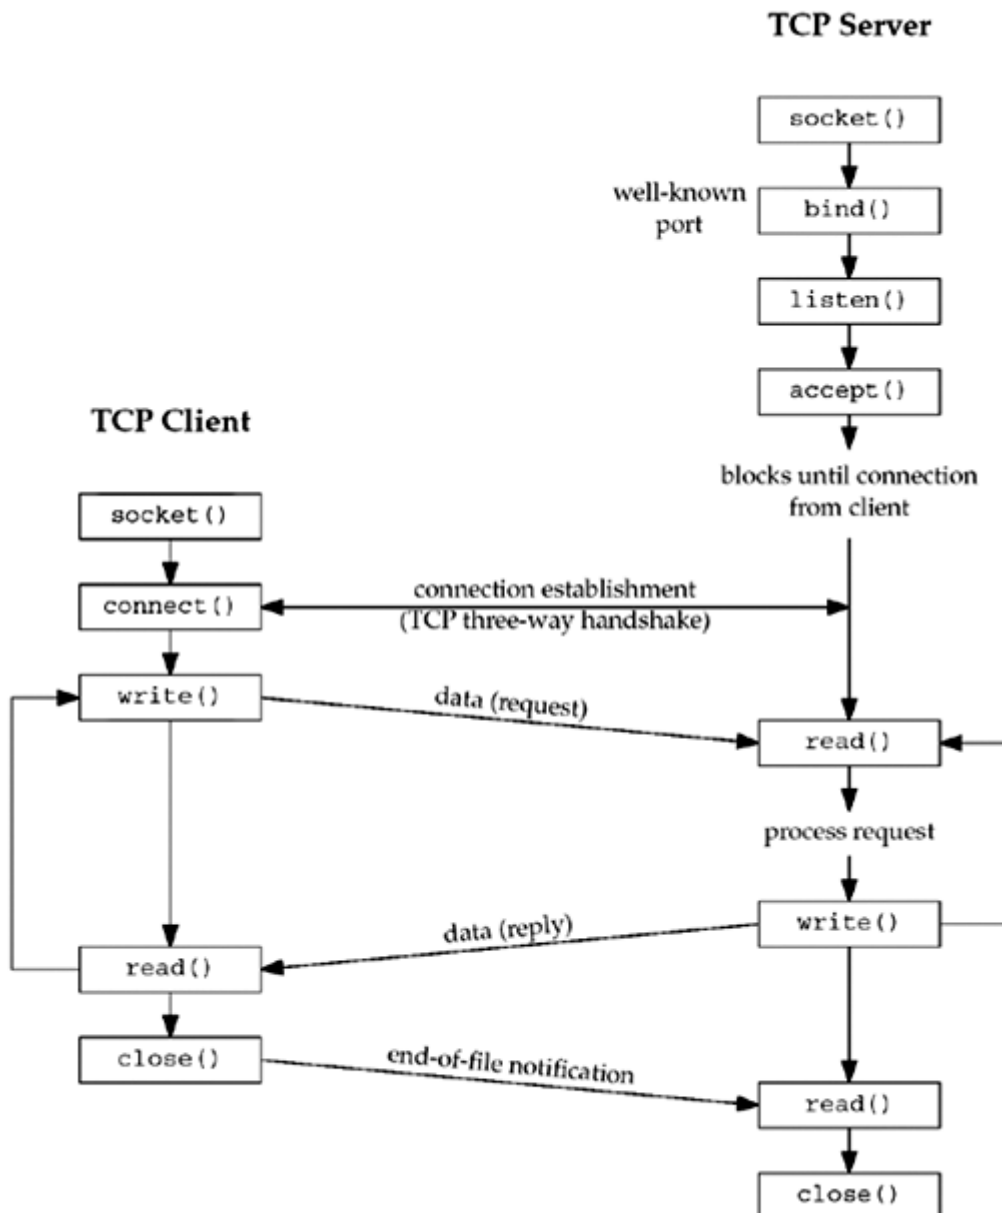 TCP Server
socket()
well-known
port
bind()
listen()
accept()
blocks until connection
from client
TCP Client
socket()
connect()
connection establishment
(TCP three-way handshake)
write()
data (request)
read()
process request
write()
data (reply)
read()
close()
end-of-file notification
read()
close()